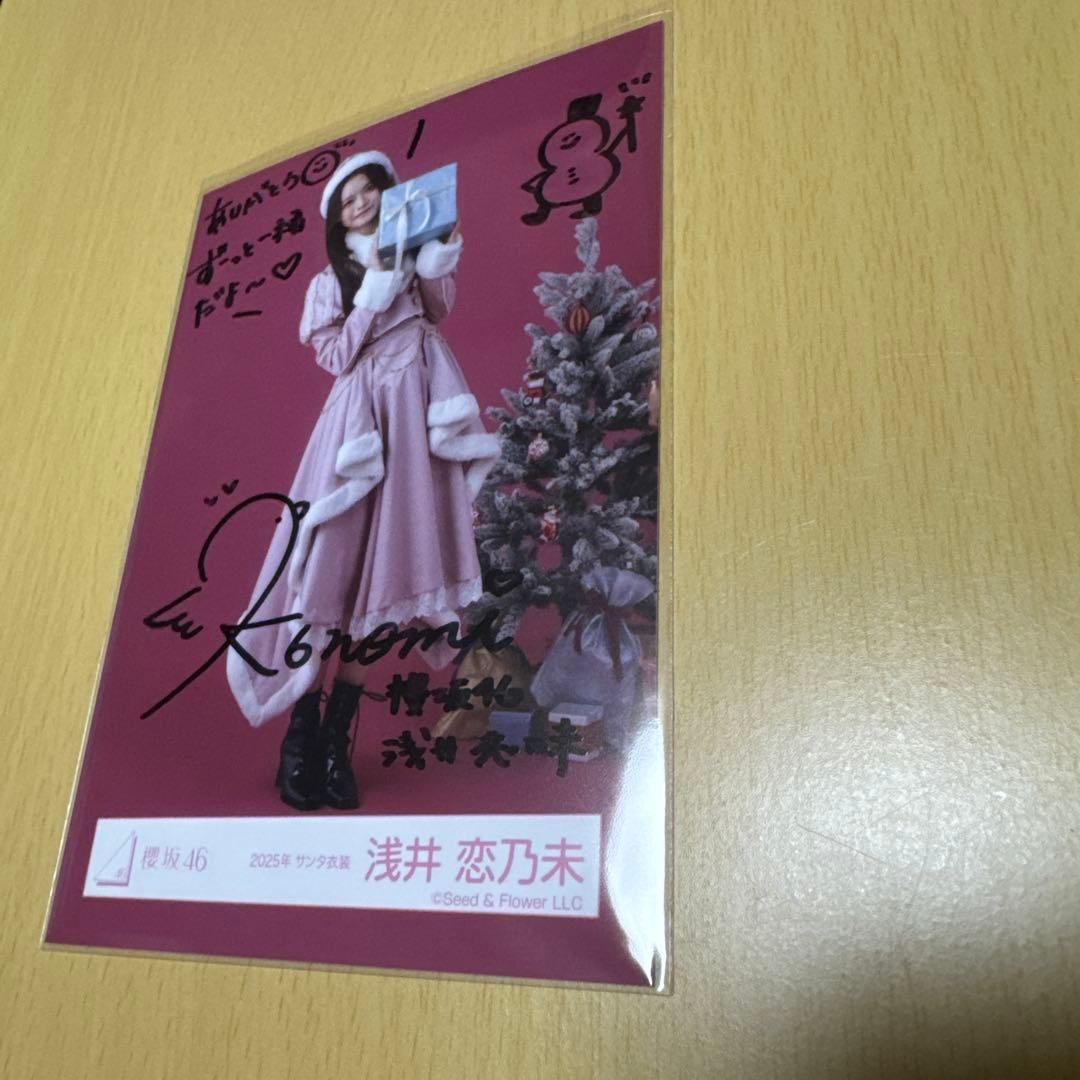 ありがとう
ずーっと一緒
だよ〜♡
Konomi
櫻坂46
浅井恋乃未
櫻坂46
2025年 サンタ衣装
浅井 恋乃未
©Seed & Flower LLC